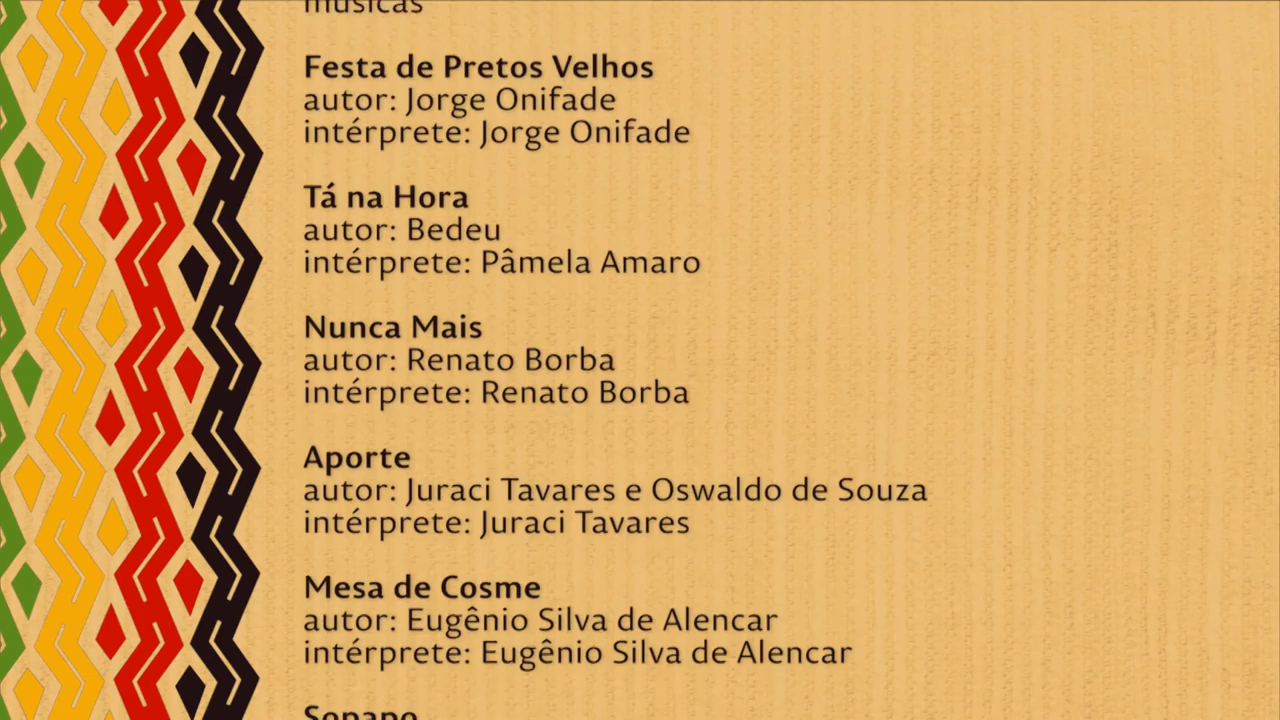 músicas
Festa de Pretos Velhos
autor: Jorge Onifade
intérprete: Jorge Onifade
Tá na Hora
autor: Bedeu
intérprete: Pâmela Amaro
Nunca Mais
autor: Renato Borba
intérprete: Renato Borba
Aporte
autor: Juraci Tavares e Oswaldo de Souza
intérprete: Juraci Tavares
Mesa de Cosme
autor: Eugênio Silva de Alencar
intérprete: Eugênio Silva de Alencar
Sopapo